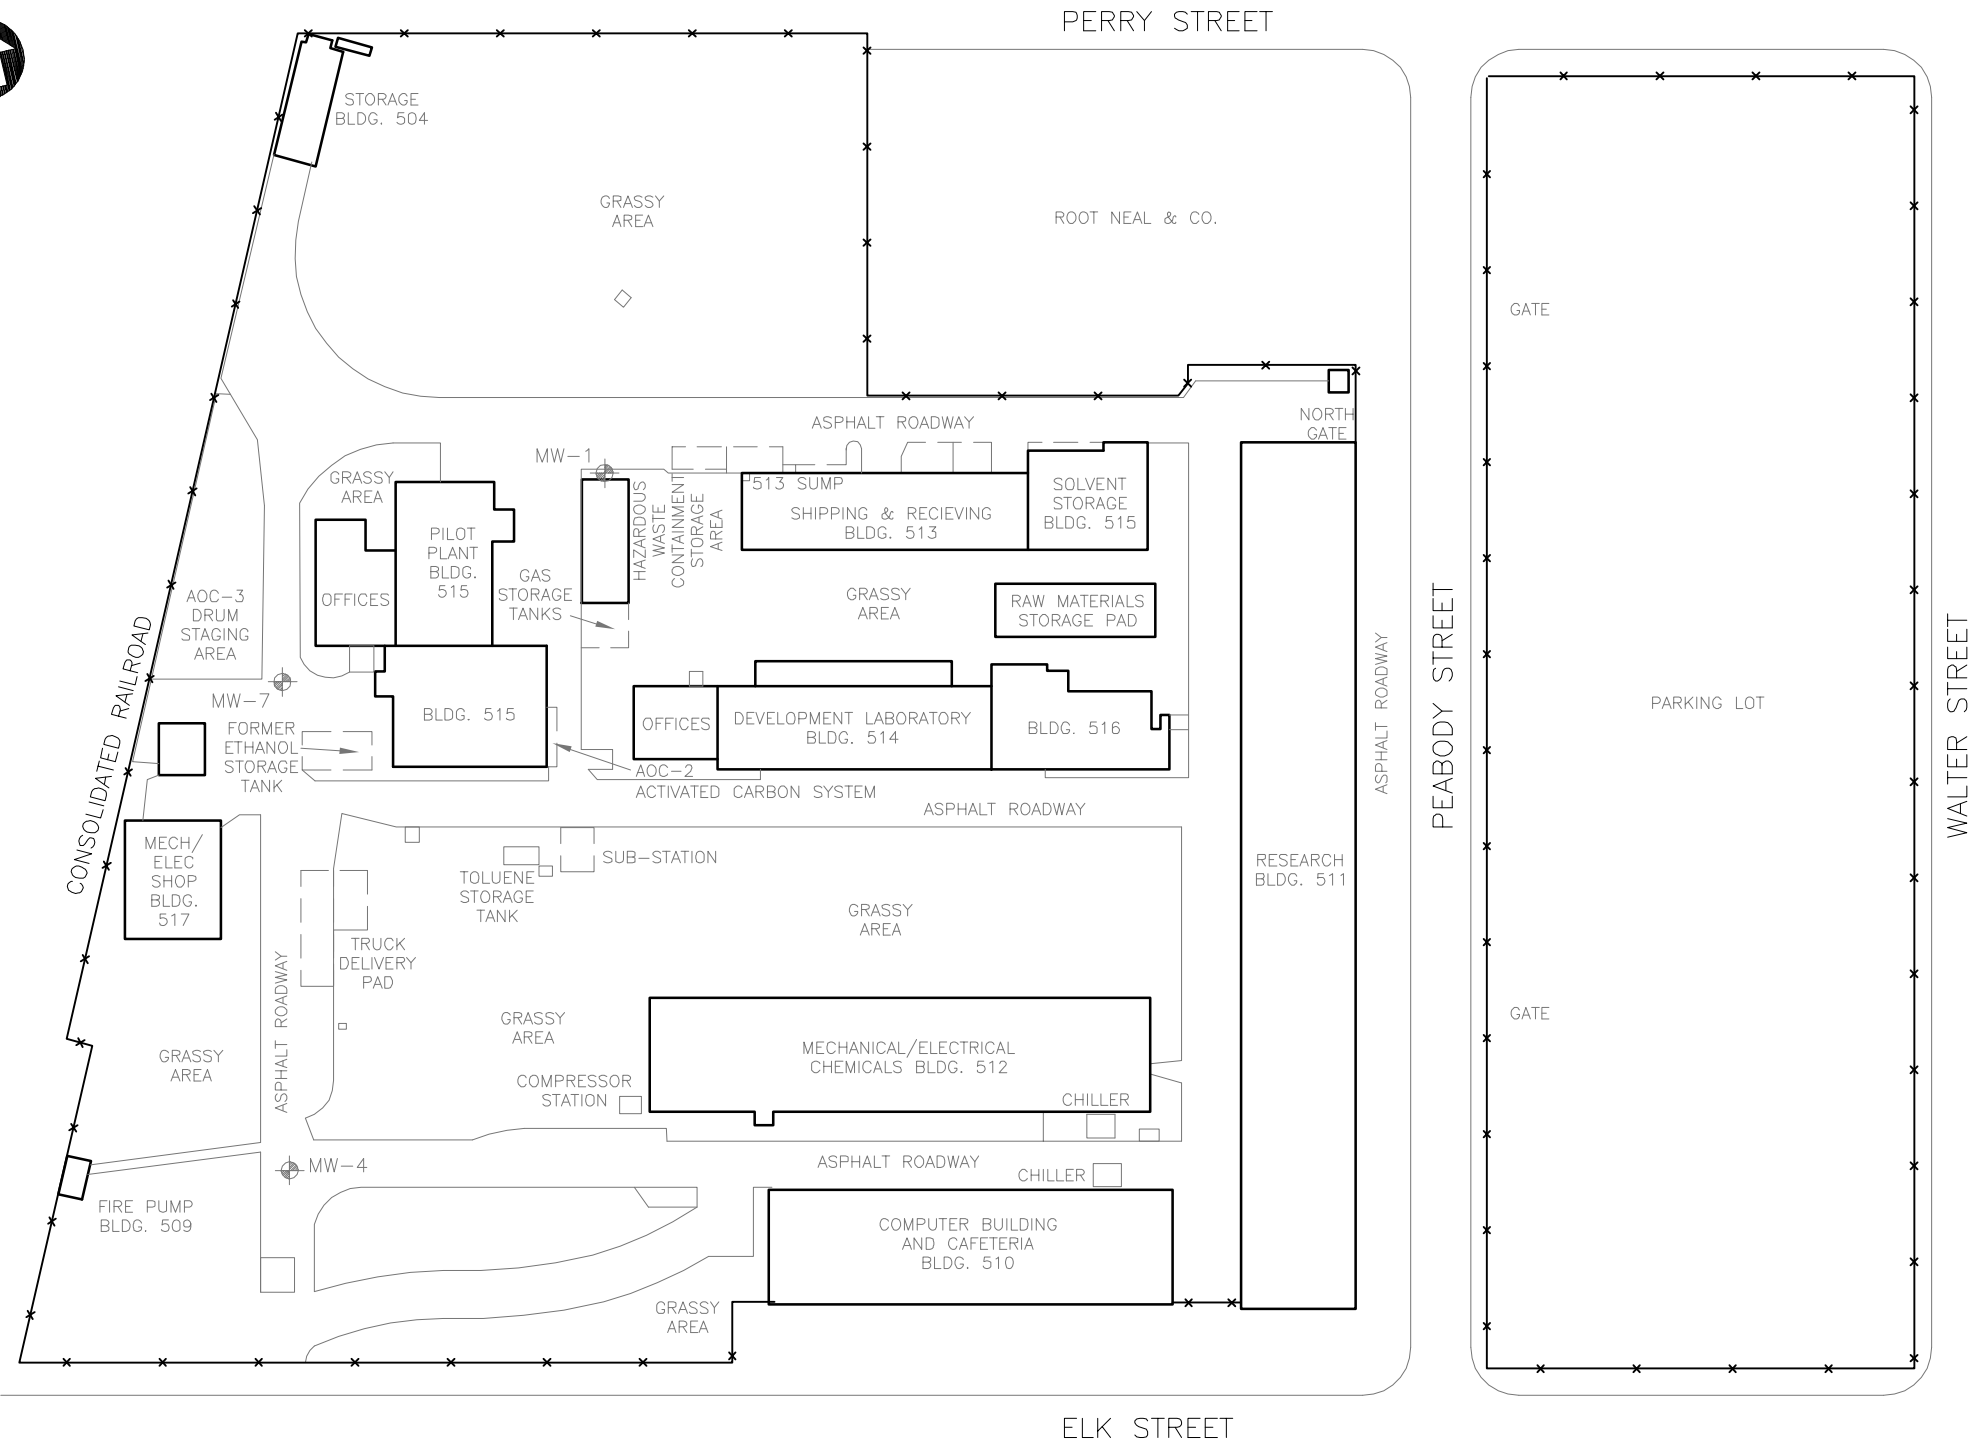 PERRY STREET
STORAGE
BLDG. 504
GRASSY
AREA
ROOT NEAL & CO.
GATE
NORTH
GATE
ASPHALT ROADWAY
MW-1
GRASSY
AREA
513 SUMP
SHIPPING & RECIEVING
BLDG. 513
SOLVENT
STORAGE
BLDG. 515
HAZARDOUS
WASTE
CONTAINMENT
STORAGE
AREA
PILOT
PLANT
BLDG.
515
OFFICES
GAS
STORAGE
TANKS
GRASSY
AREA
RAW MATERIALS
STORAGE PAD
AOC-3
DRUM
STAGING
AREA
CONSOLIDATED RAILROAD
MW-7
FORMER
ETHANOL
STORAGE
TANK
BLDG. 515
OFFICES
DEVELOPMENT LABORATORY
BLDG. 514
BLDG. 516
AOC-2
ACTIVATED CARBON SYSTEM
ASPHALT ROADWAY
ASPHALT ROADWAY
PEABODY STREET
PARKING LOT
WALTER STREET
MECH/
ELEC
SHOP
BLDG.
517
SUB-STATION
TOLUENE
STORAGE
TANK
GRASSY
AREA
RESEARCH
BLDG. 511
TRUCK
DELIVERY
PAD
ASPHALT ROADWAY
GRASSY
AREA
GRASSY
AREA
MECHANICAL/ELECTRICAL
CHEMICALS BLDG. 512
GATE
COMPRESSOR
STATION
CHILLER
MW-4
ASPHALT ROADWAY
CHILLER
FIRE PUMP
BLDG. 509
COMPUTER BUILDING
AND CAFETERIA
BLDG. 510
GRASSY
AREA
ELK STREET